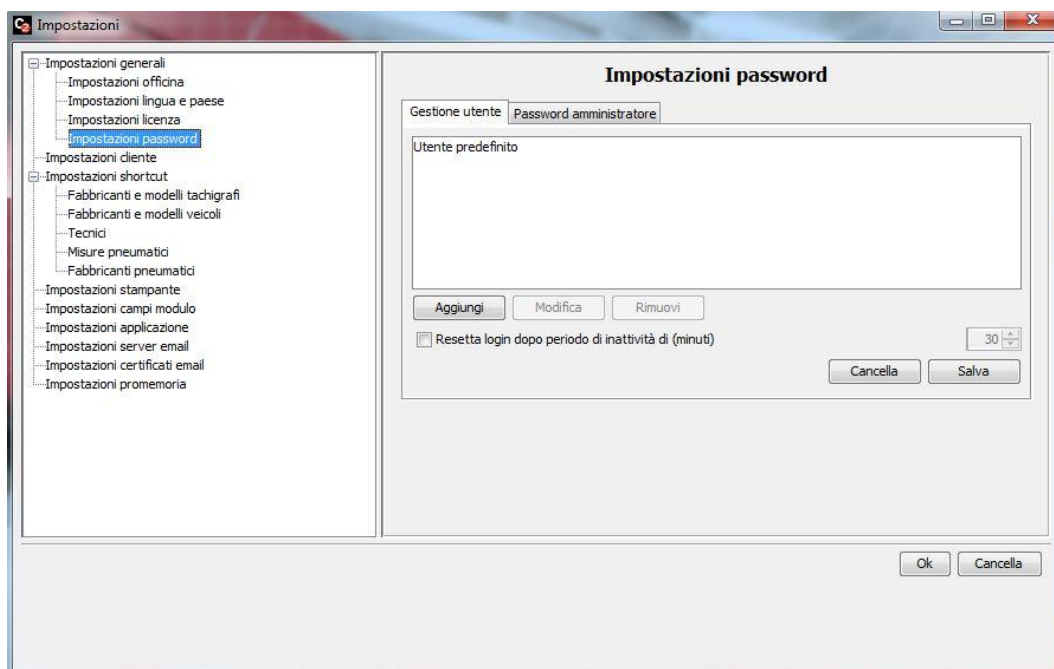 C2 Impostazioni
Impostazioni generali
Impostazioni officina
Impostazioni lingua e paese
Impostazioni licenza
Impostazioni password
Impostazioni cliente
Impostazioni shortcut
Fabbricanti e modelli tachigrafi
Fabbricanti e modelli veicoli
Tecnici
Misure pneumatici
Fabbricanti pneumatici
Impostazioni stampante
Impostazioni campi modulo
Impostazioni applicazione
Impostazioni server email
Impostazioni certificati email
Impostazioni promemoria
Impostazioni password
Gestione utente Password amministratore
Utente predefinito
Aggiungi Modifica Rimuovi
Resetta login dopo periodo di inattività di (minuti) 30
Cancella Salva
Ok Cancella